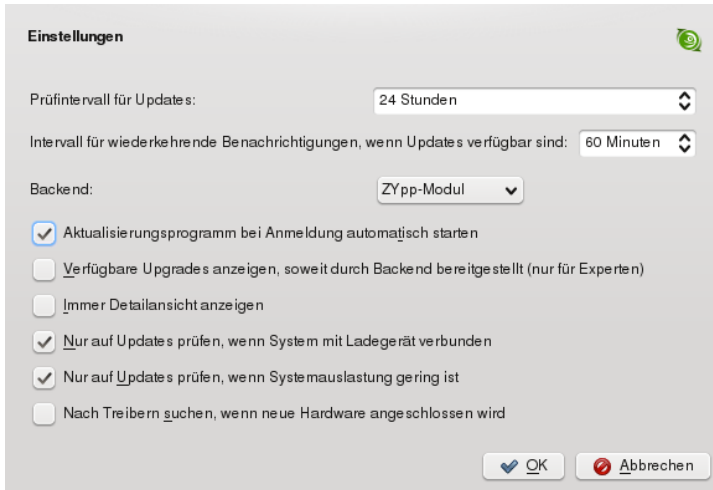 Einstellungen
Prüfintervall für Updates: 24 Stunden
Intervall für wiederkehrende Benachrichtigungen, wenn Updates verfügbar sind: 60 Minuten
Backend: ZYpp-Modul
Aktualisierungsprogramm bei Anmeldung automatisch starten
Verfügbare Upgrades anzeigen, soweit durch Backend bereitgestellt (nur für Experten)
Immer Detailansicht anzeigen
Nur auf Updates prüfen, wenn System mit Ladegerät verbunden
Nur auf Updates prüfen, wenn Systemauslastung gering ist
Nach Treibern suchen, wenn neue Hardware angeschlossen wird
OK Abbrechen